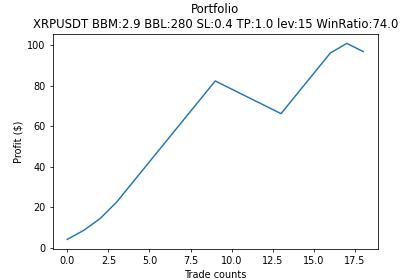 Portfolio
XRPUSDT BBM:2.9 BBL:280 SL:0.4 TP:1.0 lev:15 WinRatio:74.0
100
80
60
40
20
0
Profit ($)
0.0 2.5 5.0 7.5 10.0 12.5 15.0 17.5
Trade counts